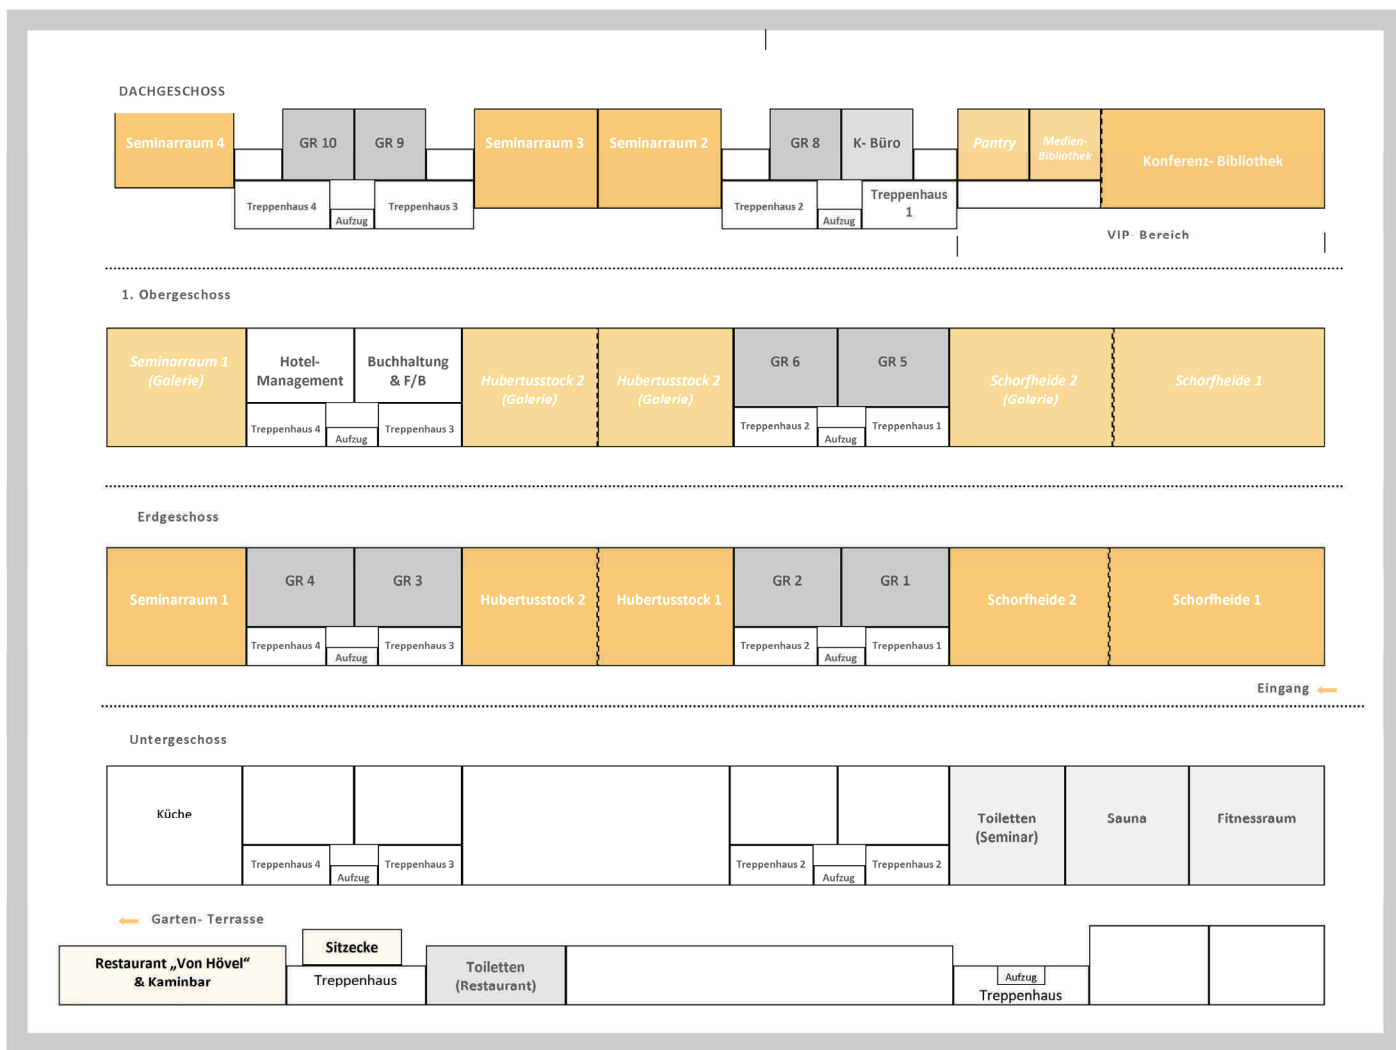 DACHGESCHOSS
Seminarraum 4
GR 10
GR 9
Seminarraum 3
Seminarraum 2
GR 8
K- Büro
Pantry
Medien-
Bibliothek
Konferenz- Bibliothek
Treppenhaus 4
Aufzug
Treppenhaus 3
Treppenhaus 2
Aufzug
Treppenhaus
1
VIP- Bereich
1. Obergeschoss
Seminarraum 1
(Galerie)
Hotel-
Management
Buchhaltung
& F/B
Hubertusstock 2
(Galerie)
Hubertusstock 2
(Galerie)
GR 6
GR 5
Schorfheide 2
(Galerie)
Schorfheide 1
Treppenhaus 4
Aufzug
Treppenhaus 3
Treppenhaus 2
Aufzug
Treppenhaus 1
Erdgeschoss
Seminarraum 1
GR 4
GR 3
Hubertusstock 2
Hubertusstock 1
GR 2
GR 1
Schorfheide 2
Schorfheide 1
Treppenhaus 4
Aufzug
Treppenhaus 3
Treppenhaus 2
Aufzug
Treppenhaus 1
Eingang
Untergeschoss
Küche
Toiletten
(Seminar)
Sauna
Fitnessraum
Treppenhaus 4
Aufzug
Treppenhaus 3
Treppenhaus 2
Aufzug
Treppenhaus 2
Garten- Terrasse
Restaurant „Von Hövel“
& Kaminbar
Sitzecke
Treppenhaus
Toiletten
(Restaurant)
Aufzug
Treppenhaus